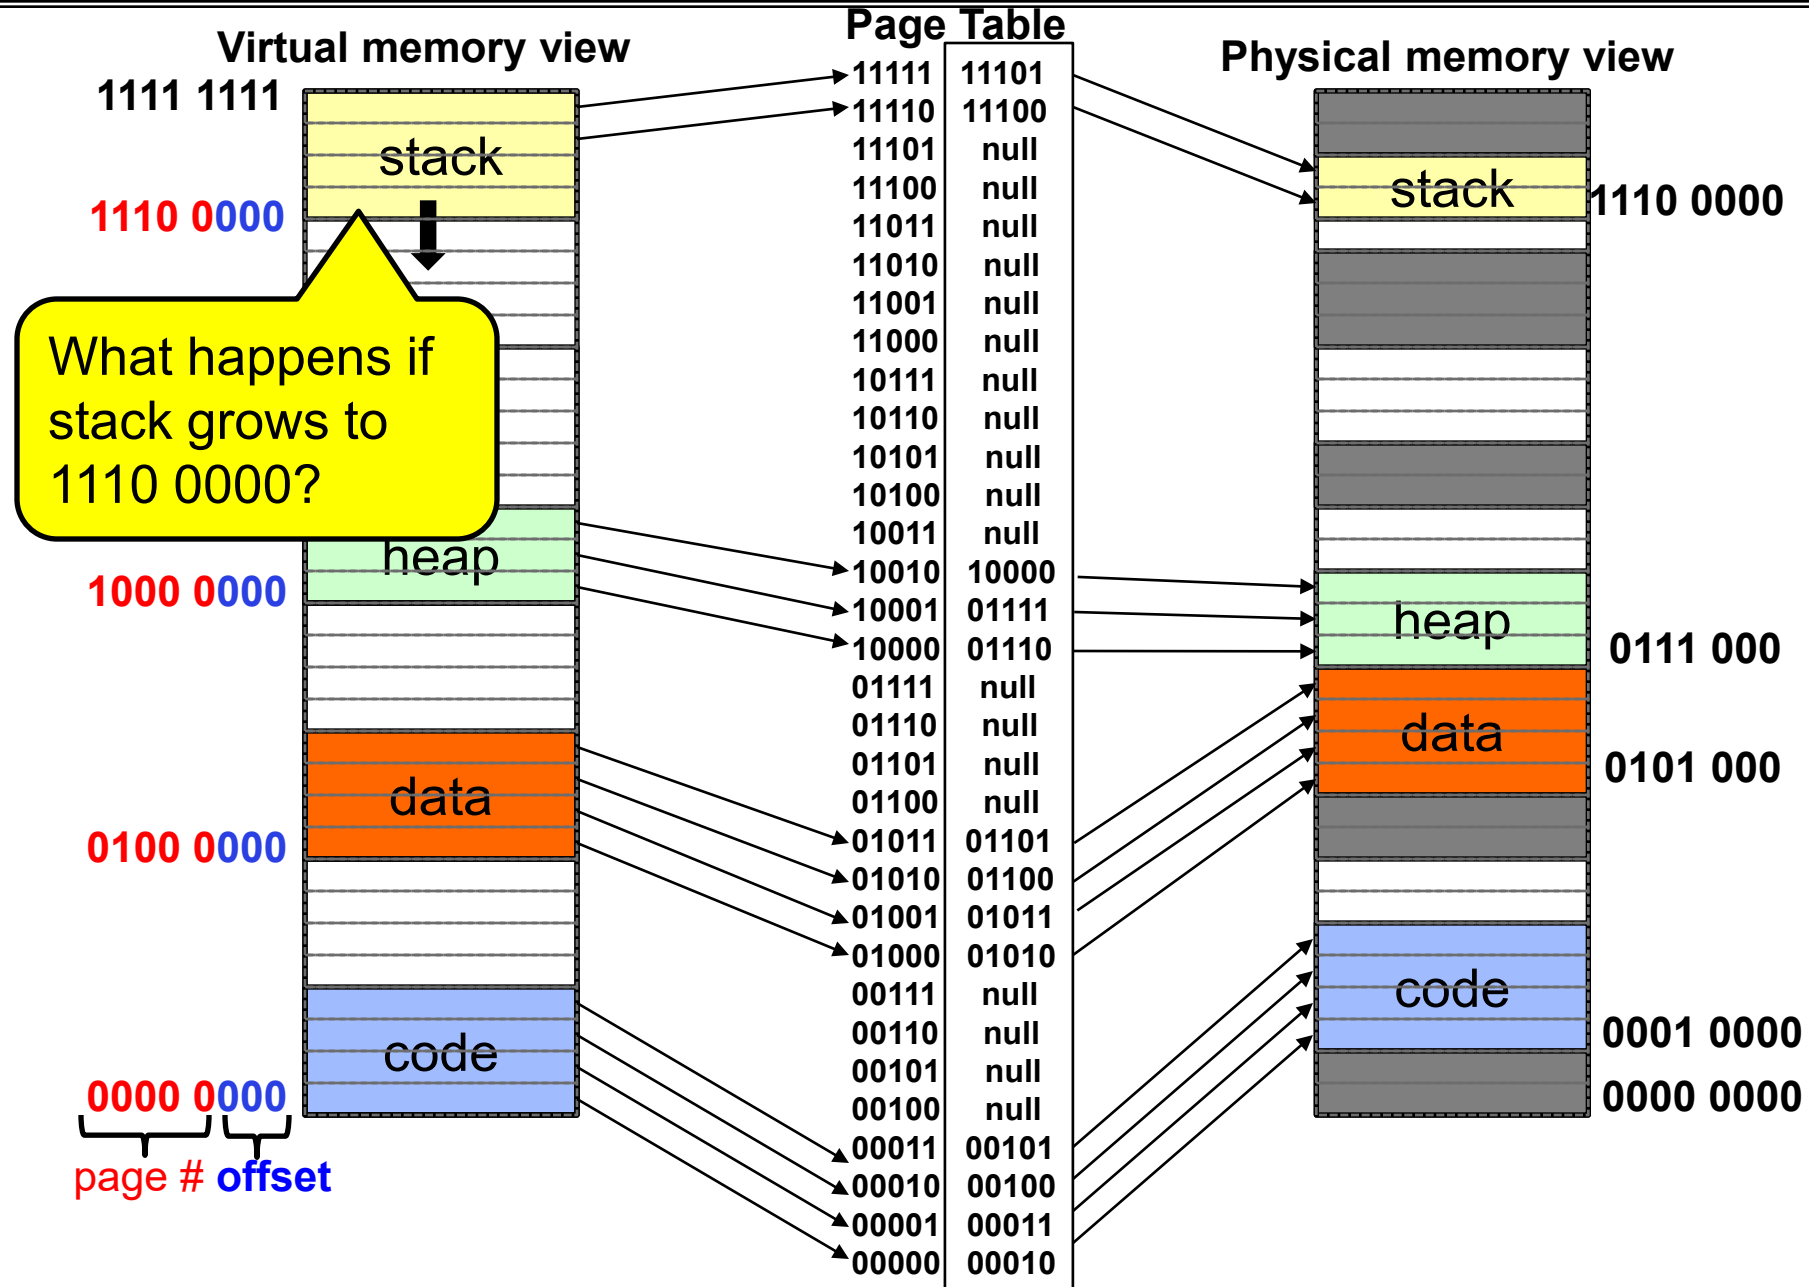 Page Table
Virtual memory view
Physical memory view
1111 1111
stack
1110 0000
What happens if
stack grows to
1110 0000?
heap
1000 0000
data
0100 0000
code
0000 0000
page # offset
11111 11101
11110 11100
11101 null
11100 null
11011 null
11010 null
11001 null
11000 null
10111 null
10110 null
10101 null
10100 null
10011 null
10010 10000
10001 01111
10000 01110
01111 null
01110 null
01101 null
01100 null
01011 01101
01010 01100
01001 01011
01000 01010
00111 null
00110 null
00101 null
00100 null
00011 00101
00010 00100
00001 00011
00000 00010
stack
1110 0000
heap
0111 000
data
0101 000
code
0001 0000
0000 0000